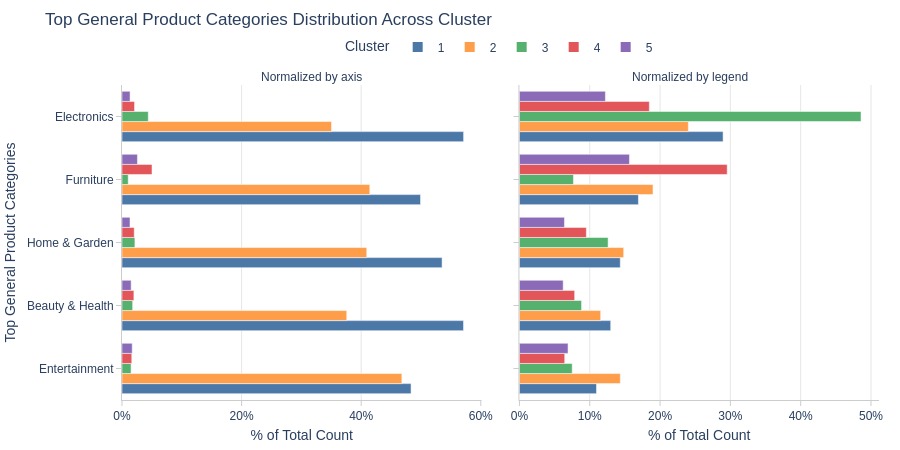 Top General Product Categories Distribution Across Cluster
Cluster 1 2 3 4 5
Normalized by axis
Normalized by legend
Top General Product Categories
Electronics
Furniture
Home & Garden
Beauty & Health
Entertainment
0% 20% 40% 60%
0% 10% 20% 30% 40% 50%
% of Total Count
% of Total Count